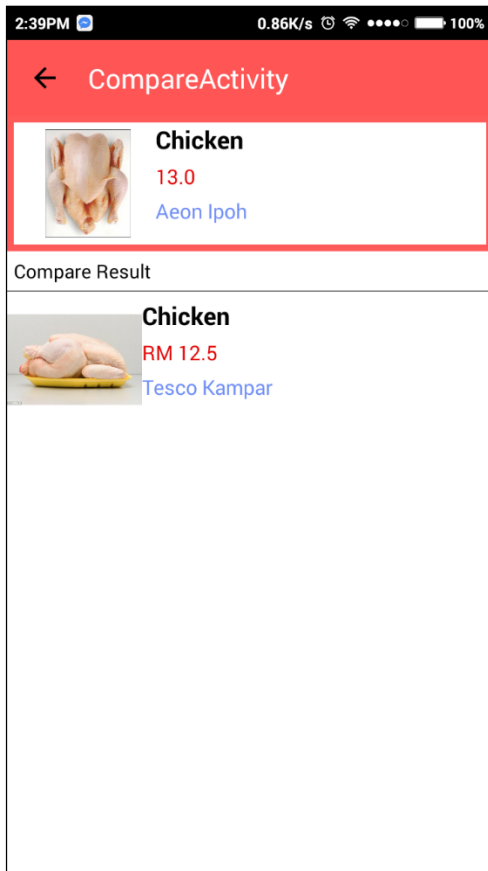 2:39PM 0.86K/s 100%
CompareActivity
Chicken
13.0
Aeon Ipoh
Compare Result
Chicken
RM 12.5
Tesco Kampar